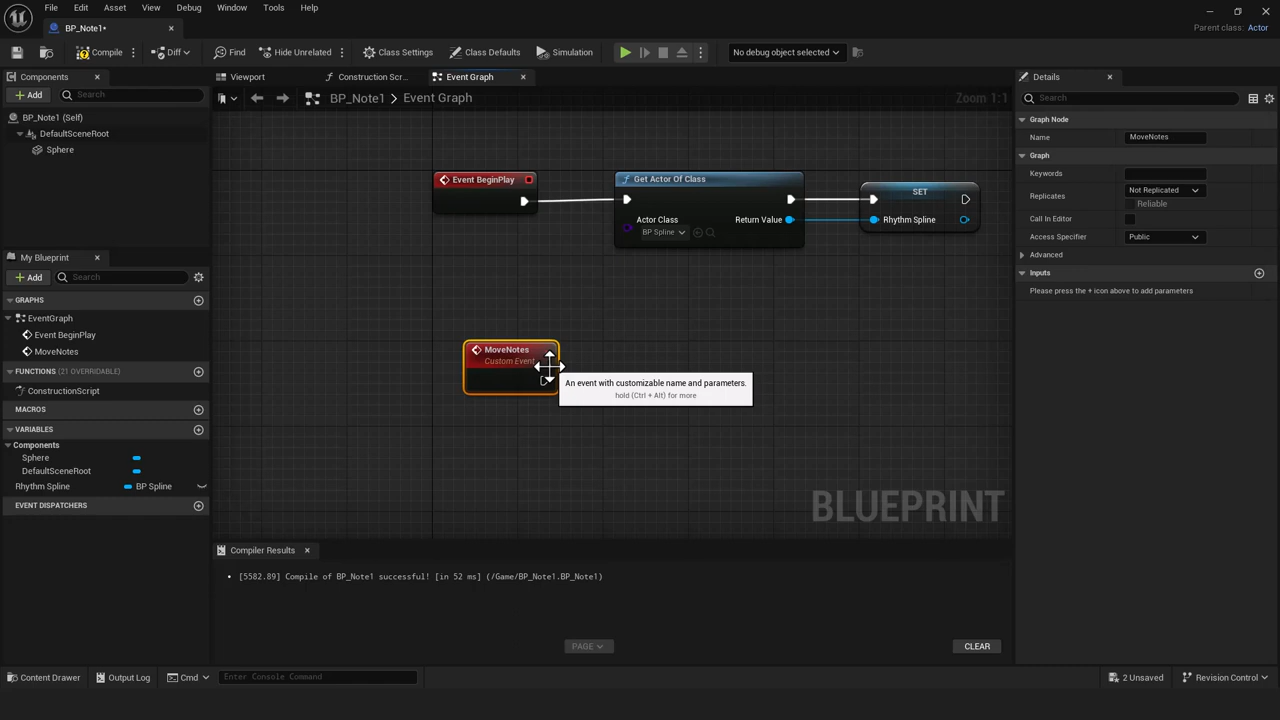 File Edit Asset View Debug Window Tools Help
BP_Note1•
Parent class: Actor
Compile Diff Find Hide Unrelated Class Settings Class Defaults Simulation No debug object selected
Components
Add Search
BP_Note1 (Self)
DefaultSceneRoot
Sphere
My Blueprint
Add Search
GRAPHS
EventGraph
Event BeginPlay
MoveNotes
FUNCTIONS (21 OVERRIDABLE)
ConstructionScript
MACROS
VARIABLES
Components
Sphere
DefaultSceneRoot
Rhythm Spline BP Spline
EVENT DISPATCHERS
Viewport Construction Scr... Event Graph
BP_Note1 > Event Graph Zoom 1:1
Event BeginPlay
Get Actor Of Class
Actor Class Return Value
BP Spline
SET
Rhythm Spline
MoveNotes
Custom Event
An event with customizable name and parameters.
hold (Ctrl + Alt) for more
BLUEPRINT
Compiler Results
• [5582.89] Compile of BP_Note1 successful! [in 52 ms] (/Game/BP_Note1.BP_Note1)
PAGE CLEAR
Details
Search
Graph Node
Name MoveNotes
Graph
Keywords
Replicates Not Replicated
Reliable
Call In Editor
Access Specifier Public
Advanced
Inputs
Please press the + icon above to add parameters
Content Drawer Output Log Cmd Enter Console Command 2 Unsaved Revision Control